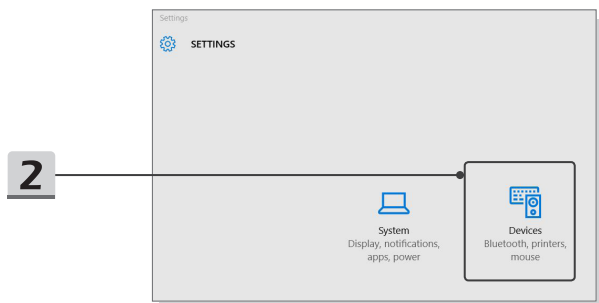 Settings
SETTINGS
2
System
Display, notifications,
apps, power
Devices
Bluetooth, printers,
mouse